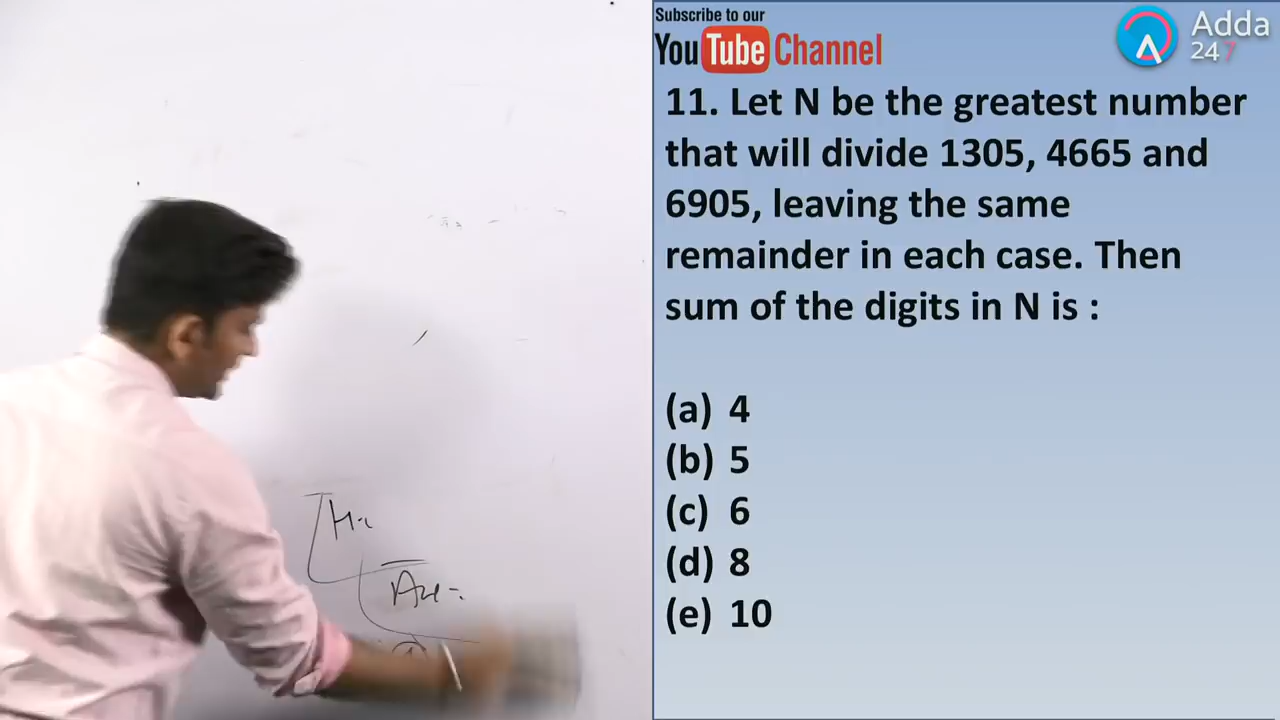 Subscribe to our
YouTube Channel
Adda
247
11. Let N be the greatest number
that will divide 1305, 4665 and
6905, leaving the same
remainder in each case. Then
sum of the digits in N is :
(a) 4
(b) 5
(c) 6
(d) 8
(e) 10